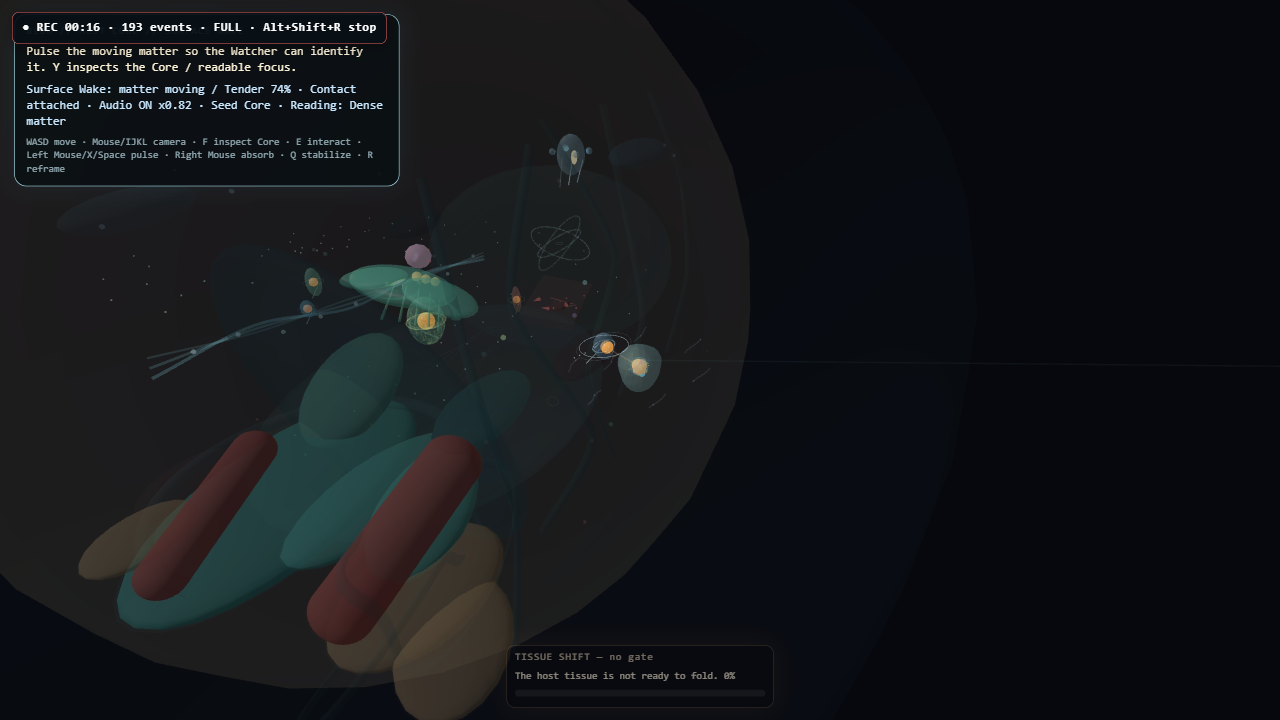 ● REC 00:16 · 193 events · FULL · Alt+Shift+R stop
Pulse the moving matter so the Watcher can identify
it. Y inspects the Core / readable focus.
Surface Wake: matter moving / Tender 74% · Contact
attached · Audio ON x0.82 · Seed Core · Reading: Dense
matter
WASD move · Mouse/IJKL camera · F inspect Core · E interact ·
Left Mouse/X/Space pulse · Right Mouse absorb · Q stabilize · R
reframe
TISSUE SHIFT — no gate
The host tissue is not ready to fold. 0%